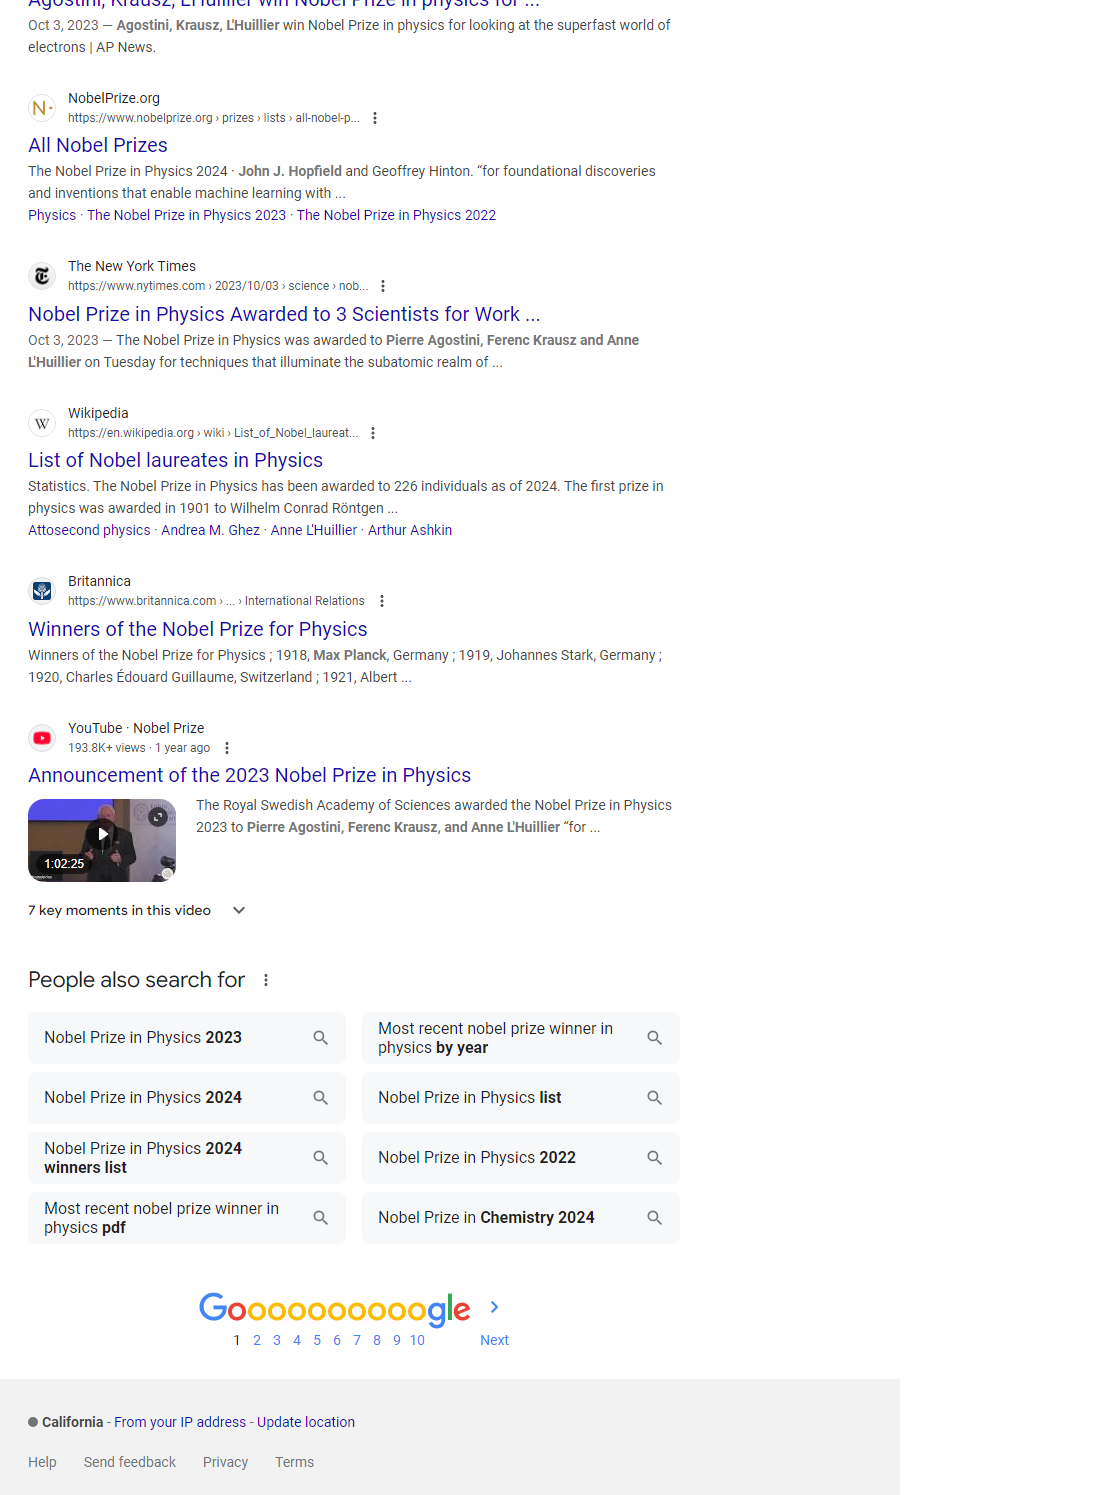 Agostini, Krausz, L'Huillier win Nobel Prize in physics for ...
Oct 3, 2023 — Agostini, Krausz, L'Huillier win Nobel Prize in physics for looking at the superfast world of
electrons | AP News.
NobelPrize.org
https://www.nobelprize.org › prizes › lists › all-nobel-p...
All Nobel Prizes
The Nobel Prize in Physics 2024 · John J. Hopfield and Geoffrey Hinton. “for foundational discoveries
and inventions that enable machine learning with ...
Physics · The Nobel Prize in Physics 2023 · The Nobel Prize in Physics 2022
The New York Times
https://www.nytimes.com › 2023/10/03 › science › nob...
Nobel Prize in Physics Awarded to 3 Scientists for Work ...
Oct 3, 2023 — The Nobel Prize in Physics was awarded to Pierre Agostini, Ferenc Krausz and Anne
L'Huillier on Tuesday for techniques that illuminate the subatomic realm of ...
W
Wikipedia
https://en.wikipedia.org › wiki › List_of_Nobel_laureat...
List of Nobel laureates in Physics
Statistics. The Nobel Prize in Physics has been awarded to 226 individuals as of 2024. The first prize in
physics was awarded in 1901 to Wilhelm Conrad Röntgen ...
Attosecond physics · Andrea M. Ghez · Anne L'Huillier · Arthur Ashkin
Britannica
https://www.britannica.com › ... › International Relations
Winners of the Nobel Prize for Physics
Winners of the Nobel Prize for Physics ; 1918, Max Planck, Germany ; 1919, Johannes Stark, Germany ;
1920, Charles Édouard Guillaume, Switzerland ; 1921, Albert ...
YouTube · Nobel Prize
193.8K+ views · 1 year ago
Announcement of the 2023 Nobel Prize in Physics
The Royal Swedish Academy of Sciences awarded the Nobel Prize in Physics
2023 to Pierre Agostini, Ferenc Krausz, and Anne L'Huillier “for ...
1:02:25
7 key moments in this video
People also search for
Nobel Prize in Physics 2023
Most recent nobel prize winner in
physics by year
Nobel Prize in Physics 2024
Nobel Prize in Physics list
Nobel Prize in Physics 2024
winners list
Nobel Prize in Physics 2022
Most recent nobel prize winner in
physics pdf
Nobel Prize in Chemistry 2024
Goooooooooogle
1 2 3 4 5 6 7 8 9 10 Next
California - From your IP address - Update location
Help Send feedback Privacy Terms